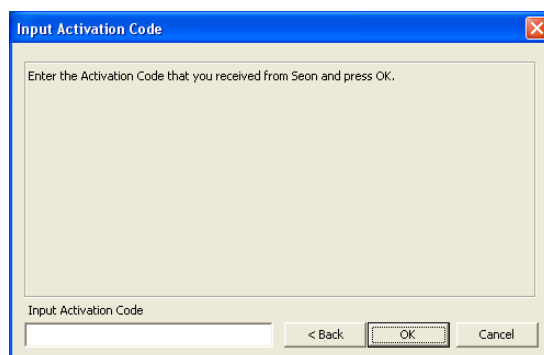 Input Activation Code
Enter the Activation Code that you received from Seon and press OK.
Input Activation Code
< Back OK Cancel